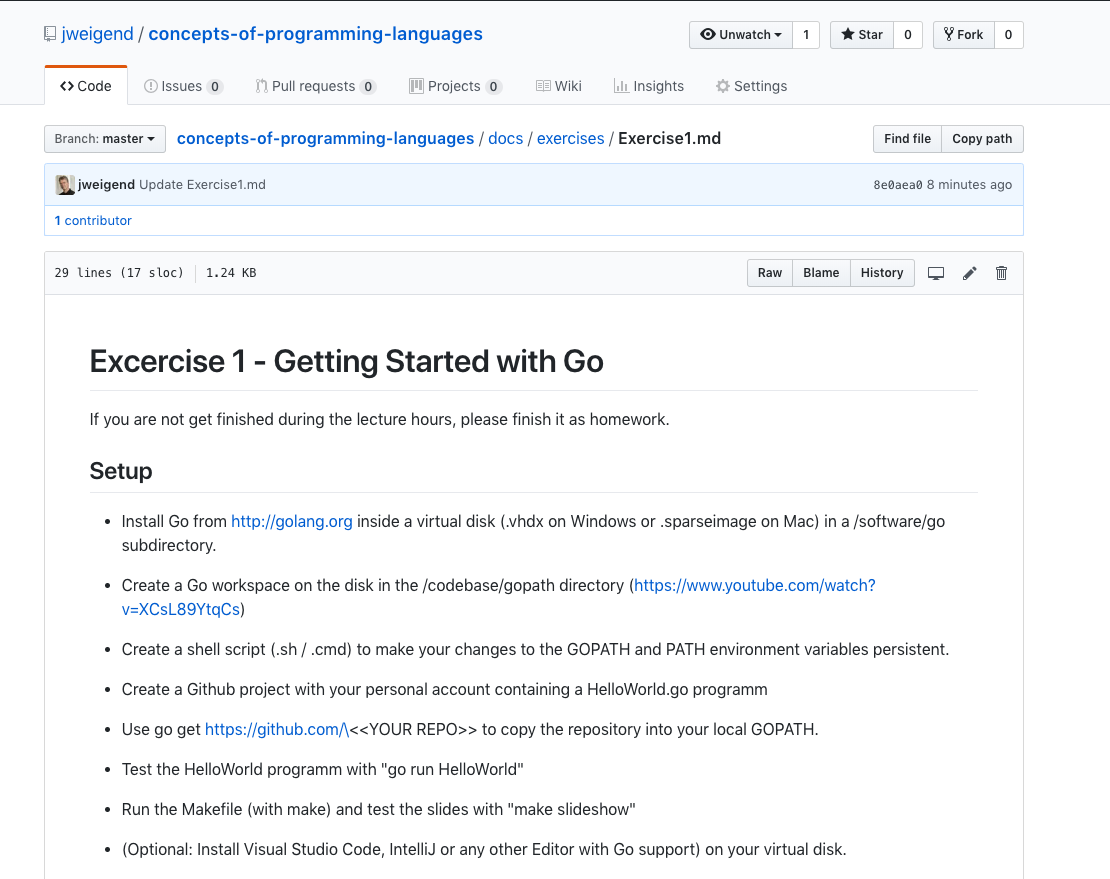 jweigend / concepts-of-programming-languages
Unwatch 1 Star 0 Fork 0
Code Issues 0 Pull requests 0 Projects 0 Wiki Insights Settings
Branch: master concepts-of-programming-languages / docs / exercises / Exercise1.md Find file Copy path
jweigend Update Exercise1.md 8e0aea0 8 minutes ago
1 contributor
29 lines (17 sloc) 1.24 KB Raw Blame History
Excercise 1 - Getting Started with Go
If you are not get finished during the lecture hours, please finish it as homework.
Setup
• Install Go from http://golang.org inside a virtual disk (.vhdx on Windows or .sparseimage on Mac) in a /software/go
subdirectory.
• Create a Go workspace on the disk in the /codebase/gopath directory (https://www.youtube.com/watch?
v=XCsL89YtqCs)
• Create a shell script (.sh / .cmd) to make your changes to the GOPATH and PATH environment variables persistent.
• Create a Github project with your personal account containing a HelloWorld.go programm
• Use go get https://github.com/\<<YOUR REPO>> to copy the repository into your local GOPATH.
• Test the HelloWorld programm with "go run HelloWorld"
• Run the Makefile (with make) and test the slides with "make slideshow"
• (Optional: Install Visual Studio Code, IntelliJ or any other Editor with Go support) on your virtual disk.